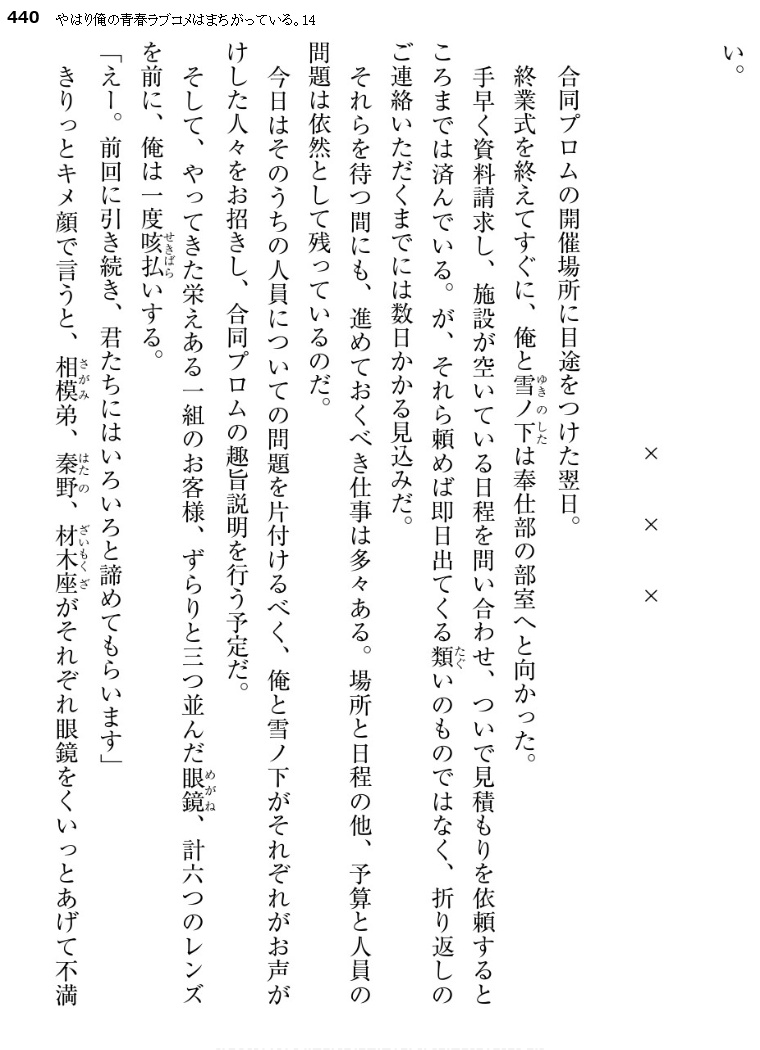 440 やはり俺の青春ラブコメはまちがっている。14
い。
× × ×
合同プロムの開催場所に目途をつけた翌日。
終業式を終えてすぐに、俺と雪ノ下は奉仕部の部室へと向かった。
手早く資料請求し、施設が空いている日程を問い合わせ、ついで見積もりを依頼すると
ころまでは済んでいる。が、それら頼めば即日出てくる類いのものではなく、折り返しの
ご連絡いただくまでには数日かかる見込みだ。
それらを待つ間にも、進めておくべき仕事は多々ある。場所と日程の他、予算と人員の
問題は依然として残っているのだ。
今日はそのうちの人員についての問題を片付けるべく、俺と雪ノ下がそれぞれがお声が
けした人々をお招きし、合同プロムの趣旨説明を行う予定だ。
そして、やってきた栄えある一組のお客様、ずらりと三つ並んだ眼鏡、計六つのレンズ
を前に、俺は一度咳払いする。
「えー。前回に引き続き、君たちにはいろいろと諦めてもらいます」
きりっとキメ顔で言うと、相模弟、秦野、材木座がそれぞれ眼鏡をくいっとあげて不満